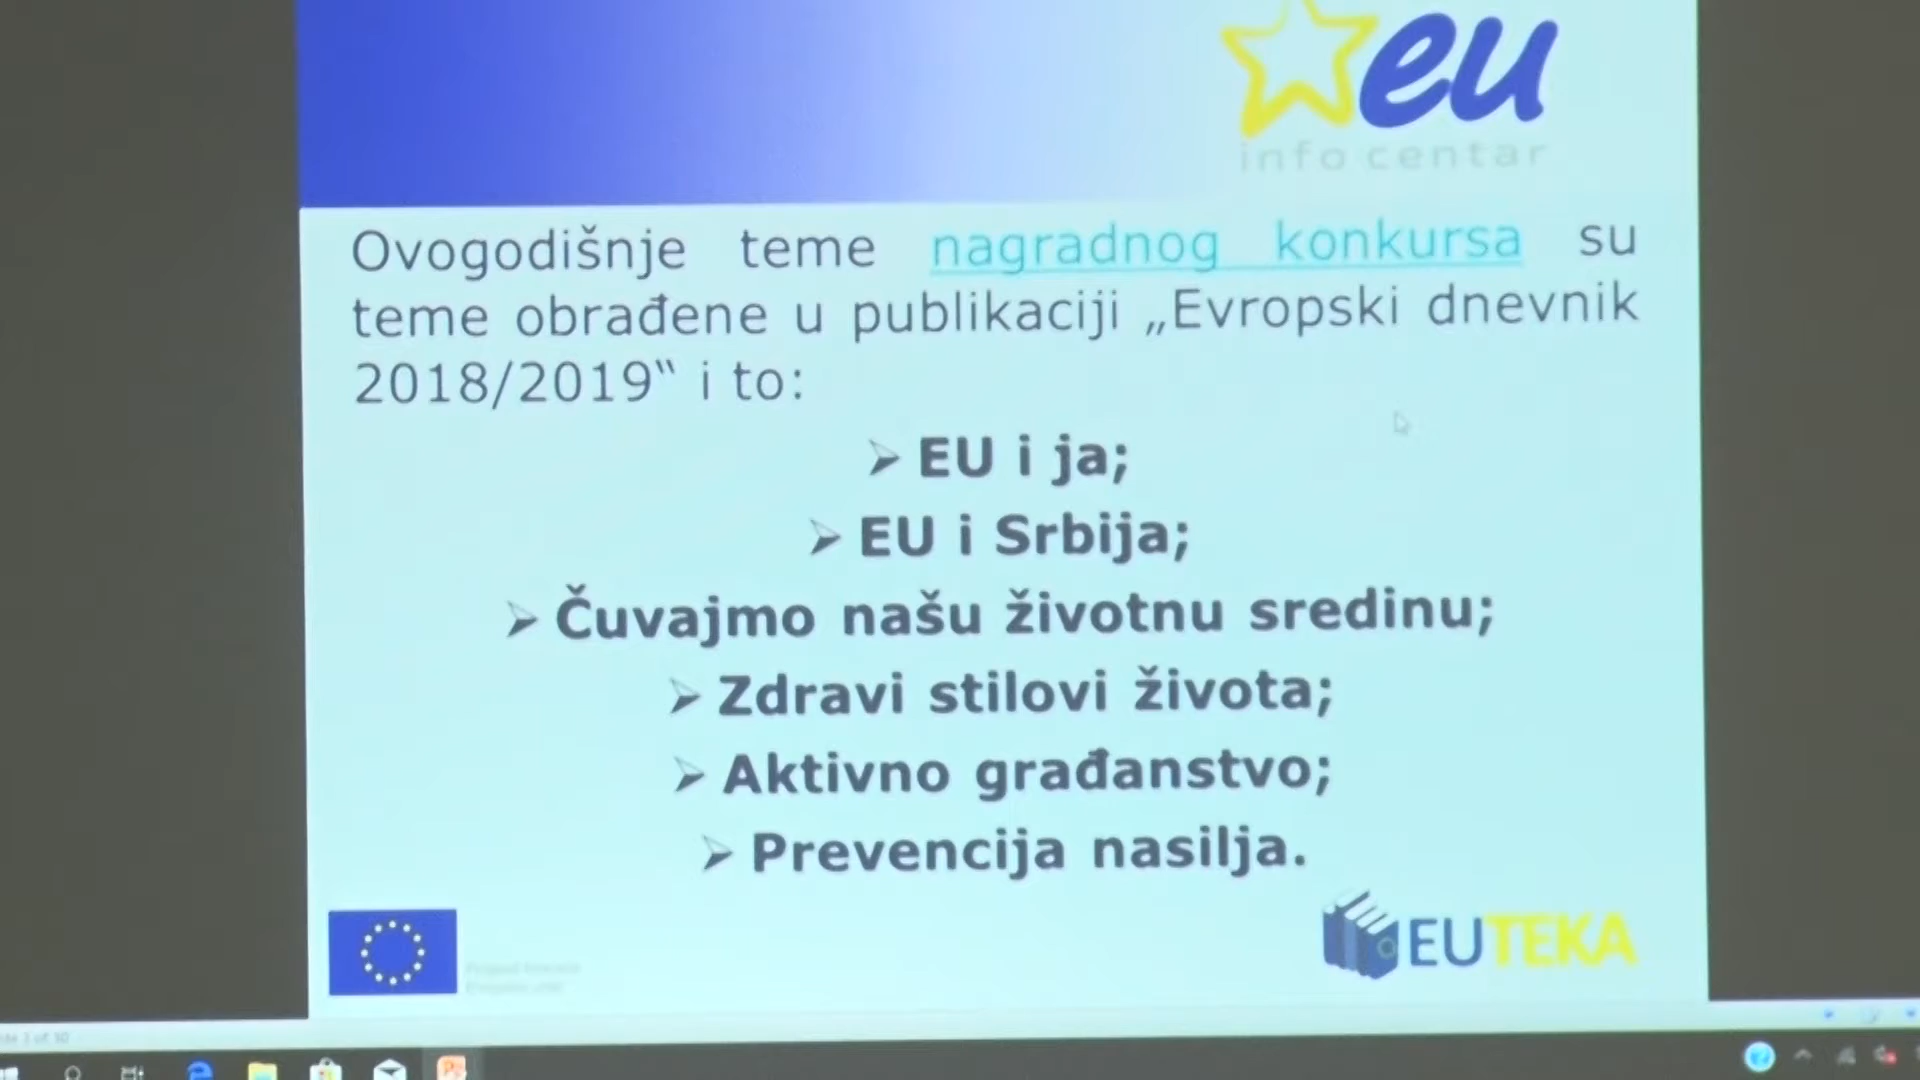 eu
info centar
Ovogodišnje teme nagradnog konkursa su
teme obrađene u publikaciji „Evropski dnevnik
2018/2019“ i to:
➢ EU i ja;
➢ EU i Srbija;
➢ Čuvajmo našu životnu sredinu;
➢ Zdravi stilovi života;
➢ Aktivno građanstvo;
➢ Prevencija nasilja.
EUTEKA